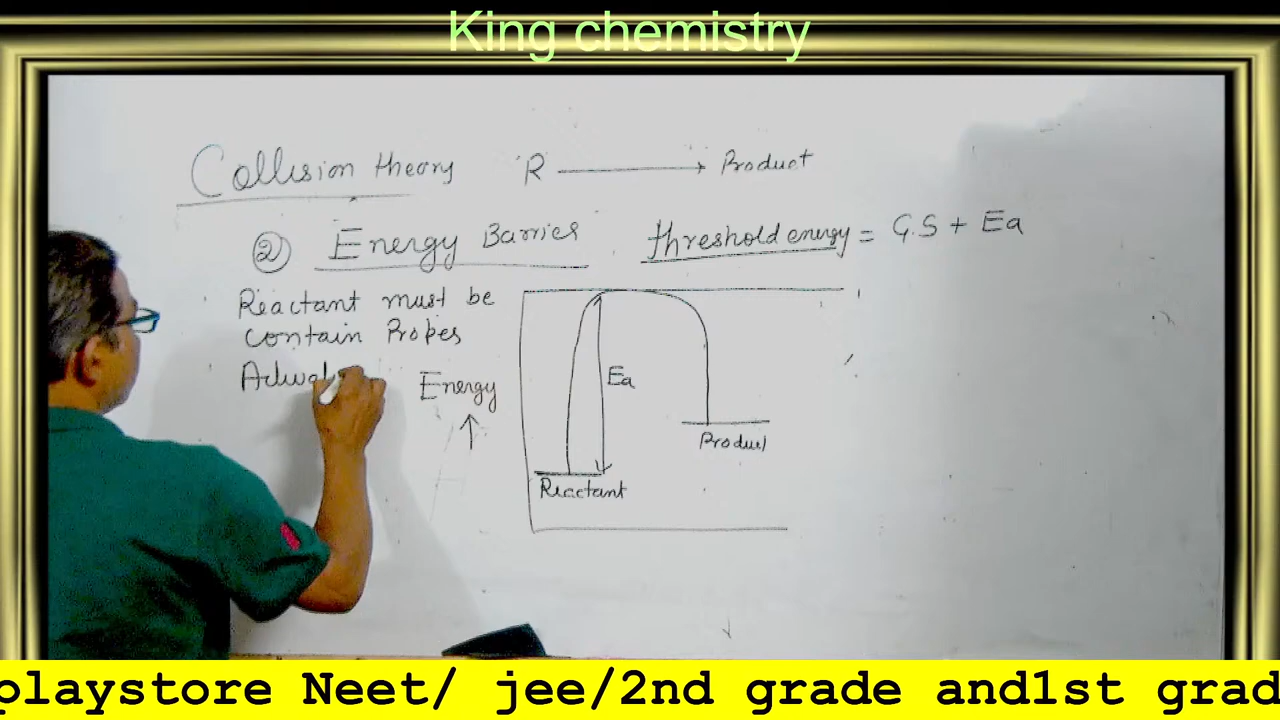 King chemistry
Collision theory R → Product
② Energy Barrier threshold energy = G.S + Ea
Reactant must be
contain Proper
Energy
Ea
Product
Reactant
playstore Neet/ jee/2nd grade and1st grad